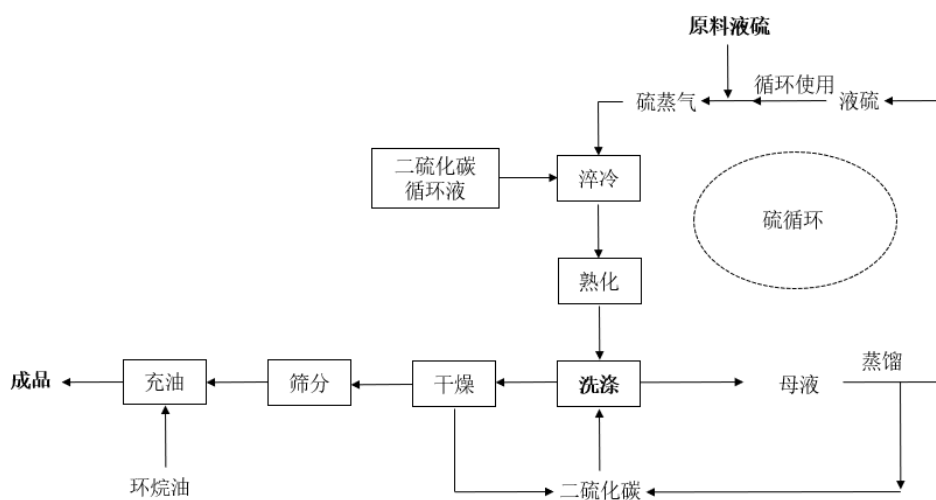 原料液硫
循环使用
硫蒸气
液硫
二硫化碳
循环液
淬冷
硫循环
熟化
蒸馏
成品
充油
筛分
干燥
洗涤
母液
环烷油
二硫化碳